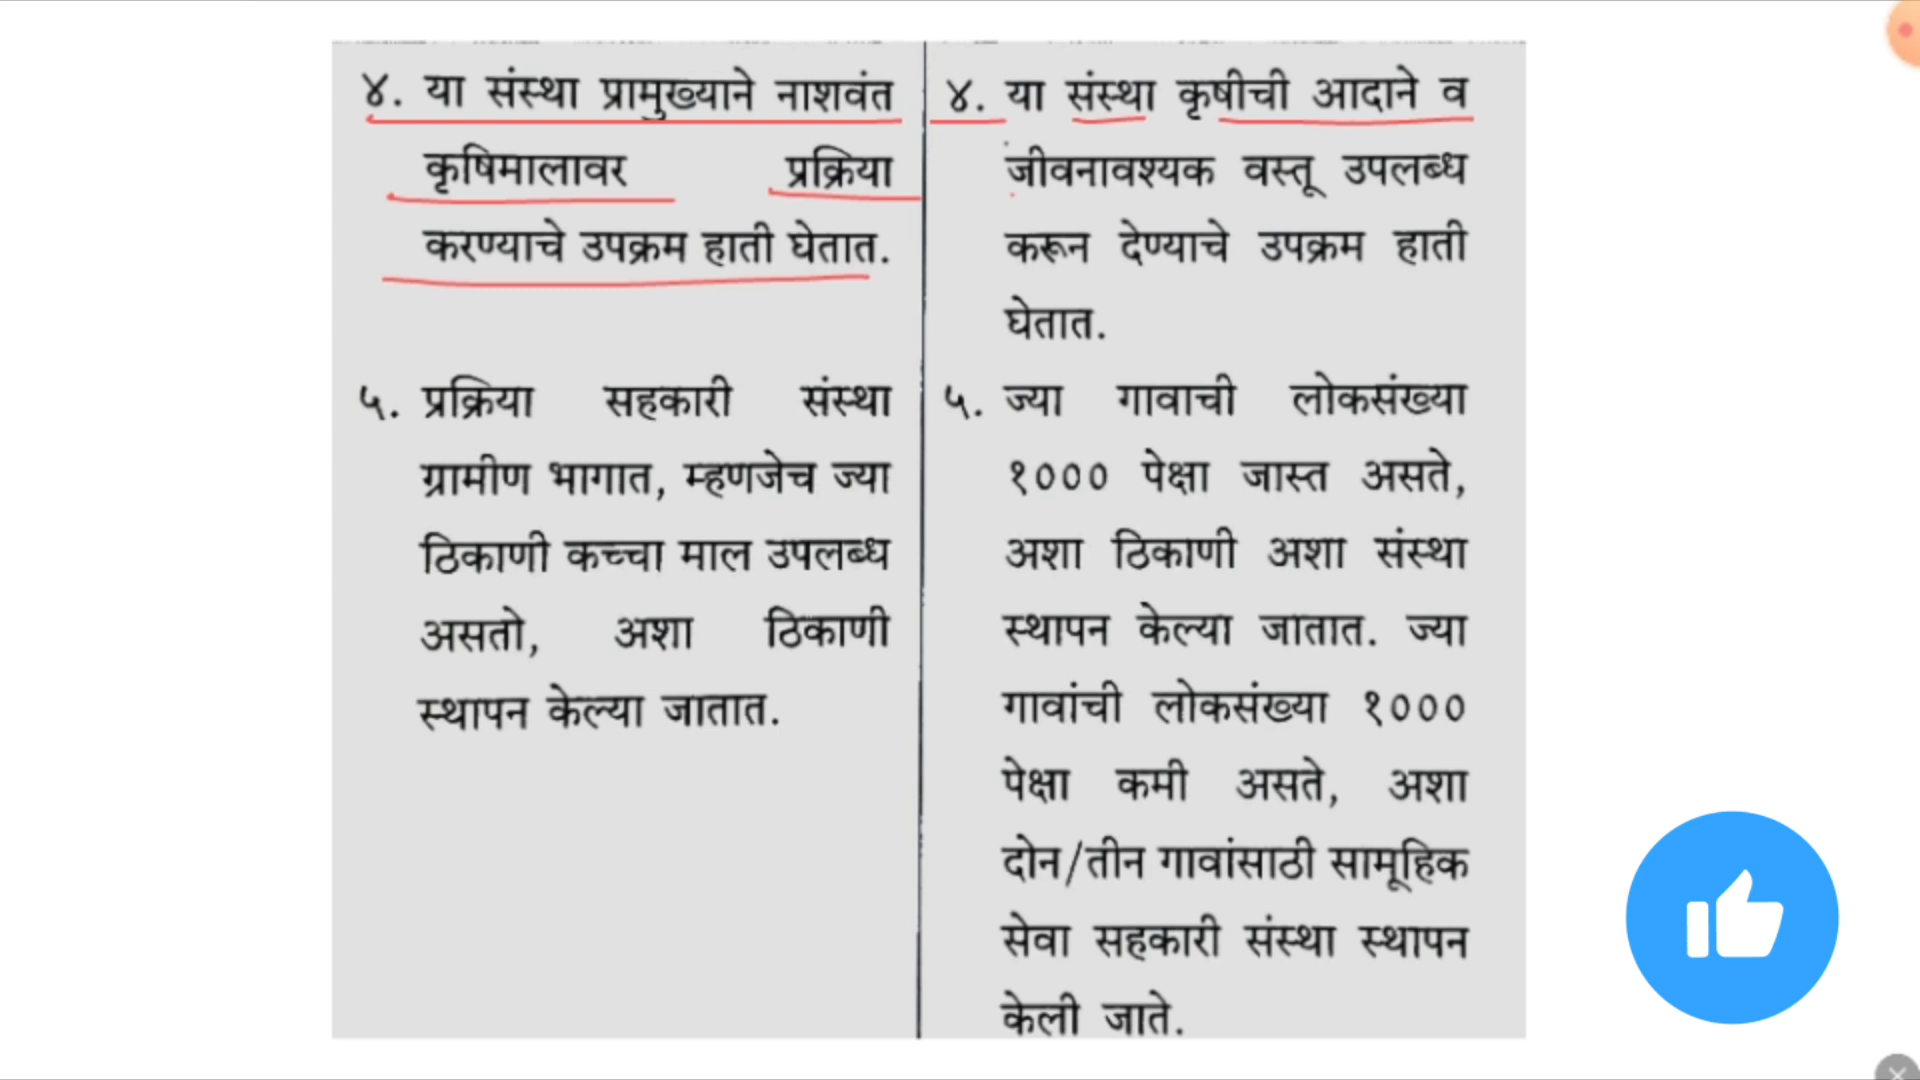 ४. या संस्था प्रामुख्याने नाशवंत
कृषिमालावर प्रक्रिया
करण्याचे उपक्रम हाती घेतात.
५. प्रक्रिया सहकारी संस्था
ग्रामीण भागात, म्हणजेच ज्या
ठिकाणी कच्चा माल उपलब्ध
असतो, अशा ठिकाणी
स्थापन केल्या जातात.
४. या संस्था कृषीची आदाने व
जीवनावश्यक वस्तू उपलब्ध
करून देण्याचे उपक्रम हाती
घेतात.
५. ज्या गावाची लोकसंख्या
१००० पेक्षा जास्त असते,
अशा ठिकाणी अशा संस्था
स्थापन केल्या जातात. ज्या
गावांची लोकसंख्या १०००
पेक्षा कमी असते, अशा
दोन/तीन गावांसाठी सामूहिक
सेवा सहकारी संस्था स्थापन
केली जाते.